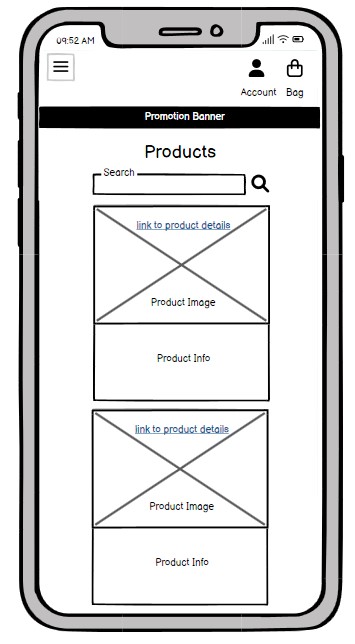 09:52 AM
Account Bag
Promotion Banner
Products
Search
link to product details
Product Image
Product Info
link to product details
Product Image
Product Info